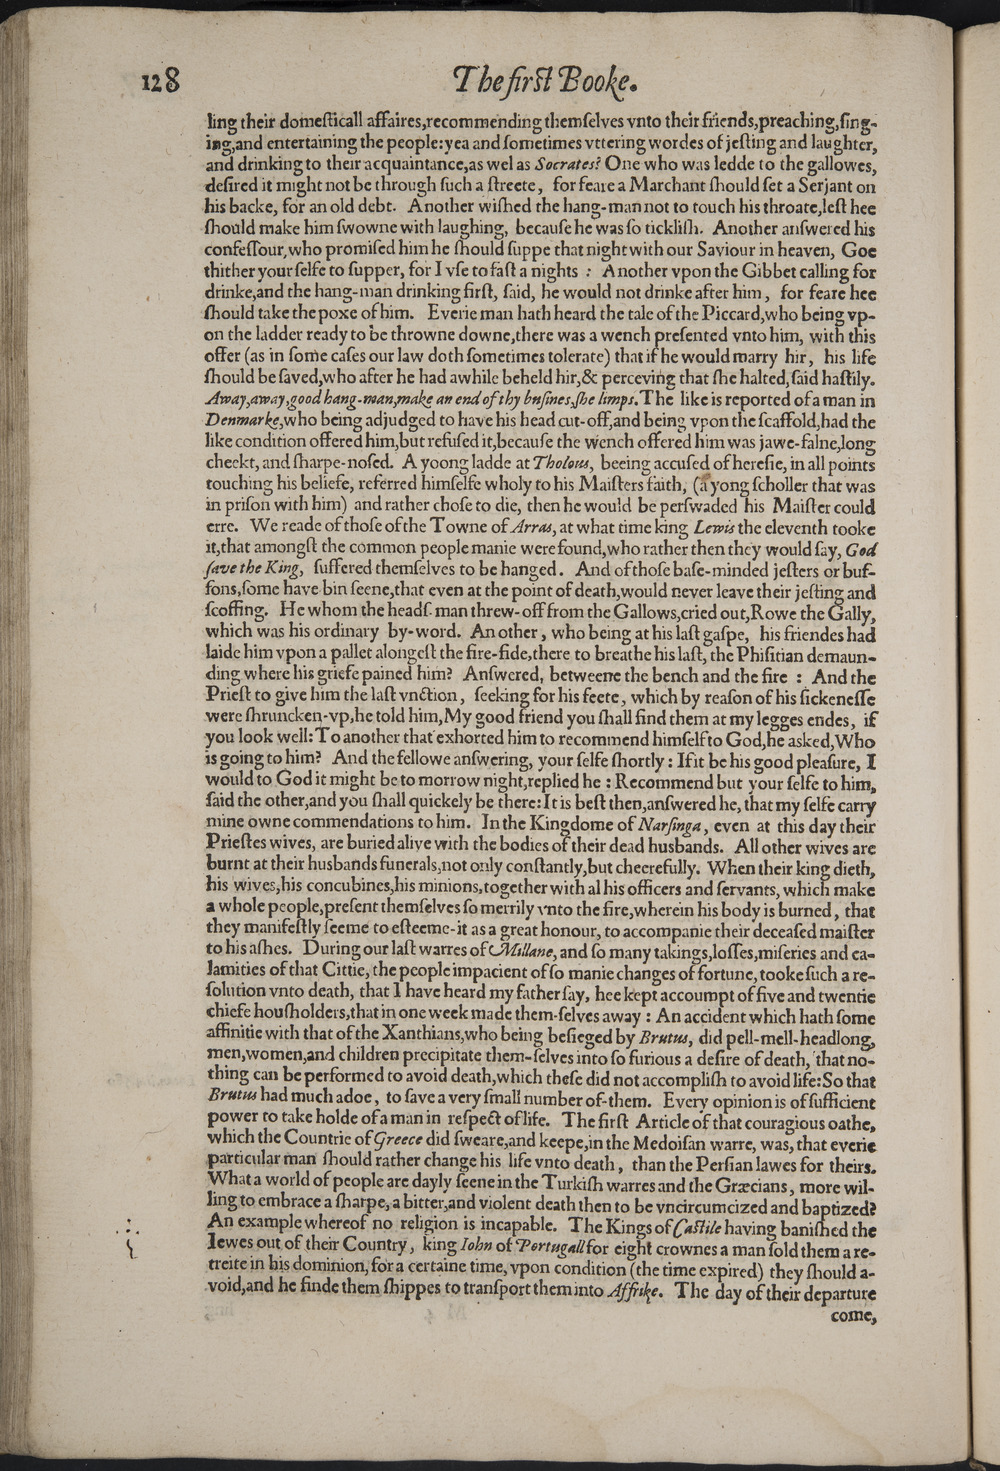 128 The first Booke.
ling their domesticall affaires,recommending themselves vnto their friends,preaching,sing-
ing,and entertaining the people:yea and sometimes vttering wordes of jesting and laughter,
and drinking to their acquaintance,as wel as Socrates? One who was ledde to the gallowes,
desired it might not be through such a streete, for feare a Marchant should set a Serjant on
his backe, for an old debt. Another wished the hang-man not to touch his throate,lest hee
should make him swowne with laughing, because he was so ticklish. Another answered his
confessour,who promised him he should suppe that night with our Saviour in heaven, Goe
thither your selfe to supper, for I vse to fast a nights : Another vpon the Gibbet calling for
drinke,and the hang-man drinking first, said, he would not drinke after him, for feare hee
should take the poxe of him. Everie man hath heard the tale of the Piccard,who being vp-
on the ladder ready to be throwne downe,there was a wench presented vnto him, with this
offer (as in some cases our law doth sometimes tolerate) that if he would marry hir, his life
should be saved,who after he had awhile beheld hir,& perceving that she halted, said hastily.
Away,away,good hang-man,make an end of thy busines,she limps.The like is reported of a man in
Denmarke,who being adjudged to have his head cut-off,and being vpon the scaffold,had the
like condition offered him,but refused it,because the wench offered him was jawe-falne,long
cheekt, and sharpe-nosed. A yoong ladde at Tholous, beeing accused of heresie, in all points
touching his beliefe, referred himselfe wholy to his Maisters faith, (a yong scholler that was
in prison with him) and rather chose to die, then he would be perswaded his Maister could
erre. We reade of those of the Towne of Arras, at what time king Lewis the eleventh tooke
it,that amongst the common people manie were found,who rather then they would say, God
save the King, suffered themselves to be hanged. And of those base-minded jesters or buf-
fons,some have bin seene,that even at the point of death,would never leave their jesting and
scoffing. He whom the heads-man threw-off from the Gallows,cried out,Rowe the Gally,
which was his ordinary by-word. An other, who being at his last gaspe, his friendes had
laide him vpon a pallet alongest the fire-side,there to breathe his last, the Phisitian demaun-
ding where his griefe pained him? Answered, betweene the bench and the fire : And the
Priest to give him the last vnction, seeking for his feete, which by reason of his sickenesse
were shruncken-vp,he told him,My good friend you shall find them at my legges endes, if
you look well:To another that exhorted him to recommend himself to God,he asked,Who
is going to him? And the fellowe answering, your selfe shortly : If it be his good pleasure, I
would to God it might be to morrow night,replied he : Recommend but your selfe to him,
said the other,and you shall quickely be there:It is best then,answered he, that my selfe carry
mine owne commendations to him. In the Kingdome of Narsinga, even at this day their
Priestes wives, are buried alive with the bodies of their dead husbands. All other wives are
burnt at their husbands funerals,not only constantly,but cheerefully. When their king dieth,
his wives,his concubines,his minions,together with al his officers and servants, which make
a whole people,present themselves so merrily vnto the fire,wherein his body is burned, that
they manifestly seeme to esteeme-it as a great honour, to accompanie their deceased maister
to his ashes. During our last warres of Millane, and so many takings,losses,miseries and ca-
lamities of that Cittie, the people impacient of so manie changes of fortune, tooke such a re-
solution vnto death, that I have heard my father say, hee kept accoumpt of five and twentie
chiefe housholders,that in one week made them-selves away : An accident which hath some
affinitie with that of the Xanthians,who being besieged by Brutus, did pell-mell-headlong,
men,women,and children precipitate them-selves into so furious a desire of death, that no-
thing can be performed to avoid death,which these did not accomplish to avoid life:So that
Brutus had much adoe, to save a very small number of-them. Every opinion is of sufficient
power to take holde of a man in respect of life. The first Article of that couragious oathe,
which the Countrie of Greece did sweare,and keepe,in the Medoisan warre, was, that everie
particular man should rather change his life vnto death, than the Persian lawes for theirs.
What a world of people are dayly seene in the Turkish warres and the Græcians, more wil-
ling to embrace a sharpe, a bitter,and violent death then to be vncircumcized and baptized?
An example whereof no religion is incapable. The Kings of Castile having banished the
Iewes out of their Country, king Iohn of Portugall for eight crownes a man sold them a re-
treite in his dominion, for a certaine time, vpon condition (the time expired) they should a-
void,and he finde them shippes to transport them into Affrike. The day of their departure
come,